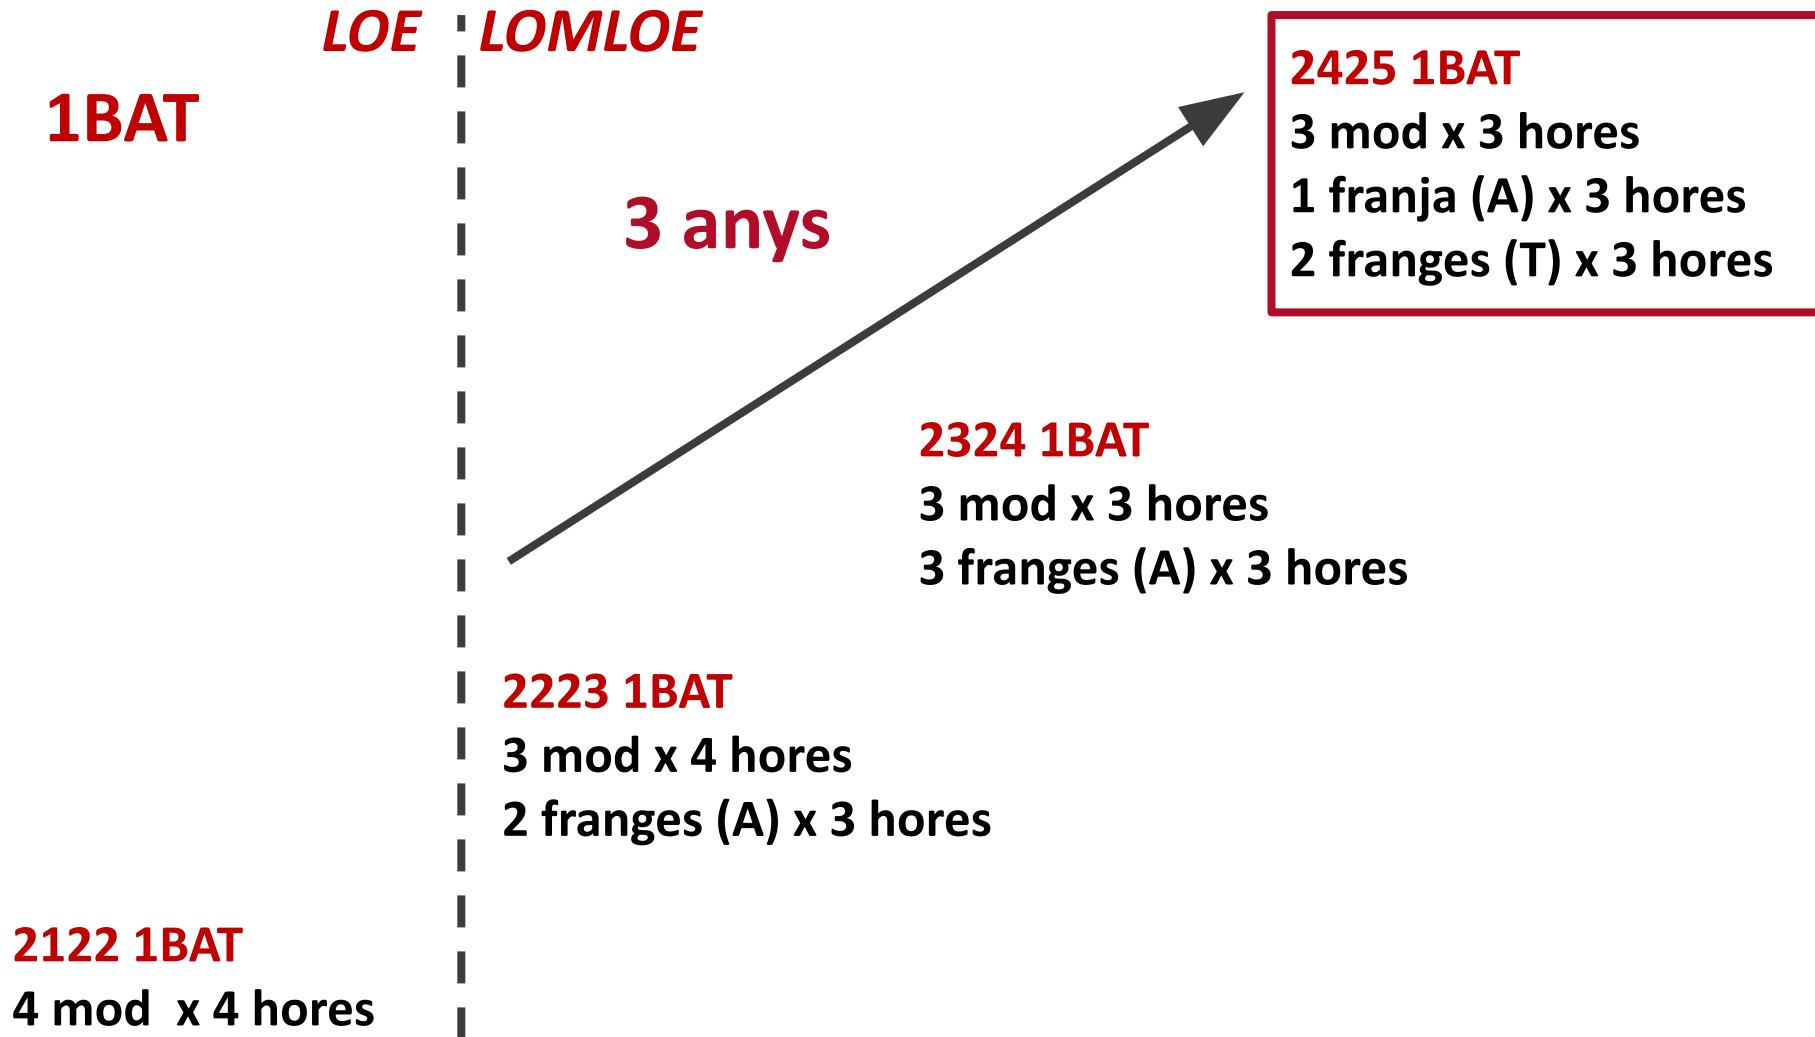 LOE
LOMLOE
1BAT
3 anys
2425 1BAT
3 mod x 3 hores
1 franja (A) x 3 hores
2 franges (T) x 3 hores
2324 1BAT
3 mod x 3 hores
3 franges (A) x 3 hores
2223 1BAT
3 mod x 4 hores
2 franges (A) x 3 hores
2122 1BAT
4 mod  x 4 hores